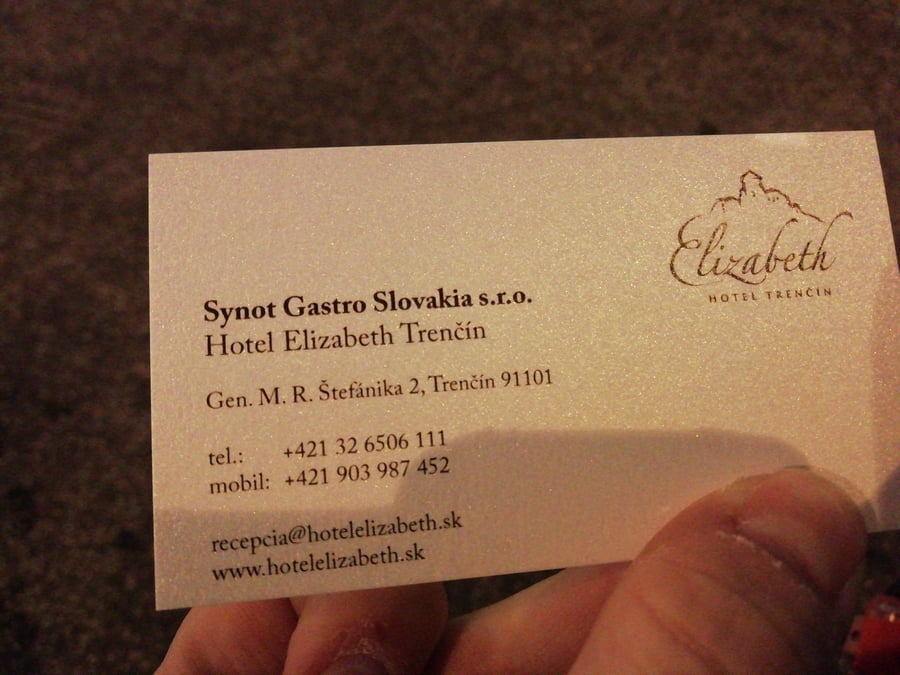 Elizabeth
HOTEL TRENČÍN
Synot Gastro Slovakia s.r.o.
Hotel Elizabeth Trenčín
Gen. M. R. Štefánika 2, Trenčín 91101
tel.: +421 32 6506 111
mobil: +421 903 987 452
recepcia@hotelelizabeth.sk
www.hotelelizabeth.sk